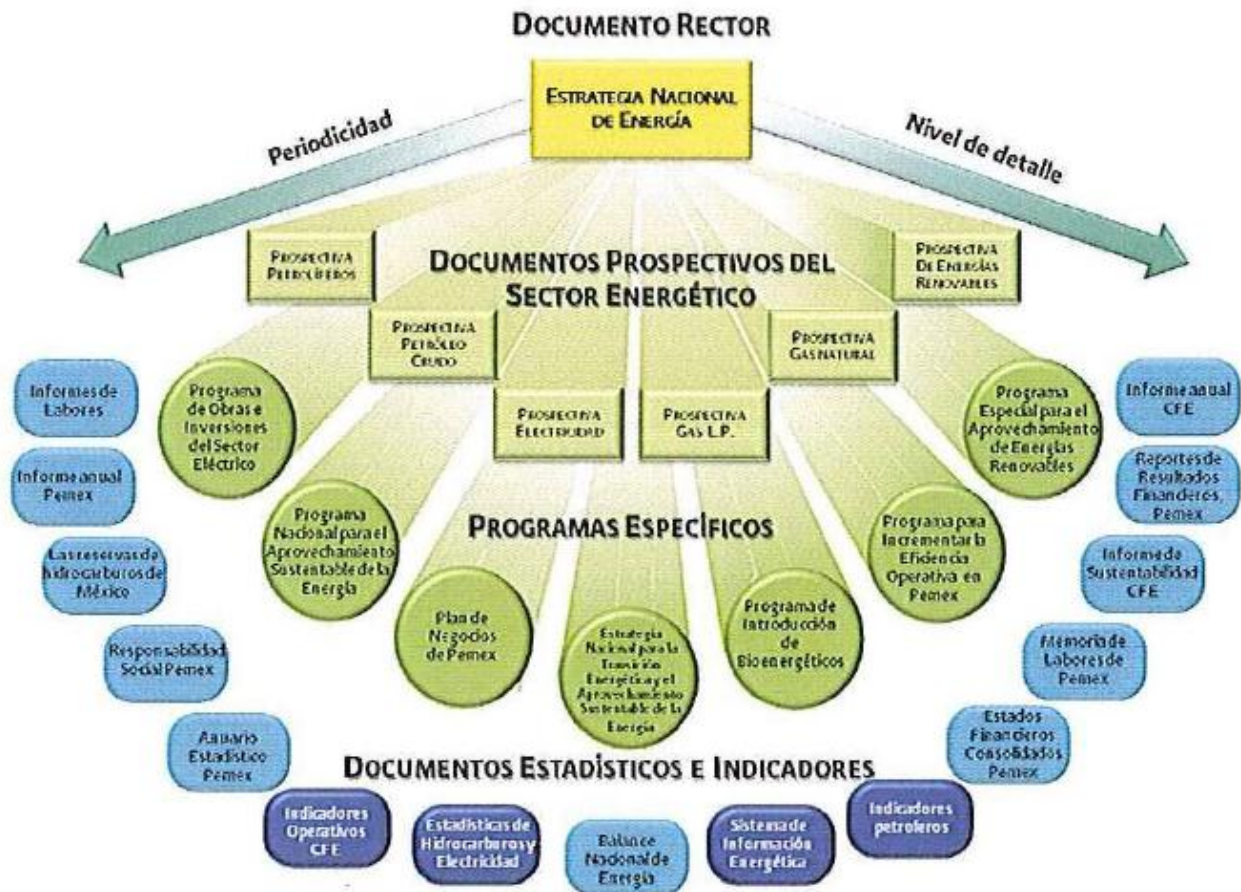 DOCUMENTO RECTOR
ESTRATEGIA NACIONAL
DE ENERGÍA
Periodicidad
Nivel de detalle
DOCUMENTOS PROSPECTIVOS DEL
SECTOR ENERGÉTICO
PROSPECTIVA
PETROLÍFEROS
PROSPECTIVA
PETRÓLEO
CRUDO
PROSPECTIVA
ELECTRICIDAD
PROSPECTIVA
GAS L.P.
PROSPECTIVA
GAS NATURAL
PROSPECTIVA
DE ENERGÍAS
RENOVABLES
PROGRAMAS ESPECÍFICOS
Programa
de Obras e
Inversiones
del Sector
Eléctrico
Programa
Nacional para el
Aprovechamiento
Sustentable de la
Energía
Plan de
Negocios
de Pemex
Estrategia
Nacional para la
Transición
Energética y el
Aprovechamiento
Sustentable de la
Energía
Programa de
Introducción
de
Bioenergéticos
Programa para
Incrementar la
Eficiencia
Operativa en
Pemex
Programa
Especial para el
Aprovechamiento
de Energías
Renovables
DOCUMENTOS ESTADÍSTICOS E INDICADORES
Informes de
Labores
Informe anual
Pemex
Las reservas de
hidrocarburos de
México
Responsabilidad
Social Pemex
Anuario
Estadístico
Pemex
Indicadores
Operativos
CFE
Estadísticas de
Hidrocarburos y
Electricidad
Balance
Nacional de
Energía
Sistema de
Información
Energética
Indicadores
petroleros
Estados
Financieros
Consolidados
Pemex
Memoria de
Labores de
Pemex
Informe de
Sustentabilidad
CFE
Reportes de
Resultados
Financieros,
Pemex
Informe anual
CFE